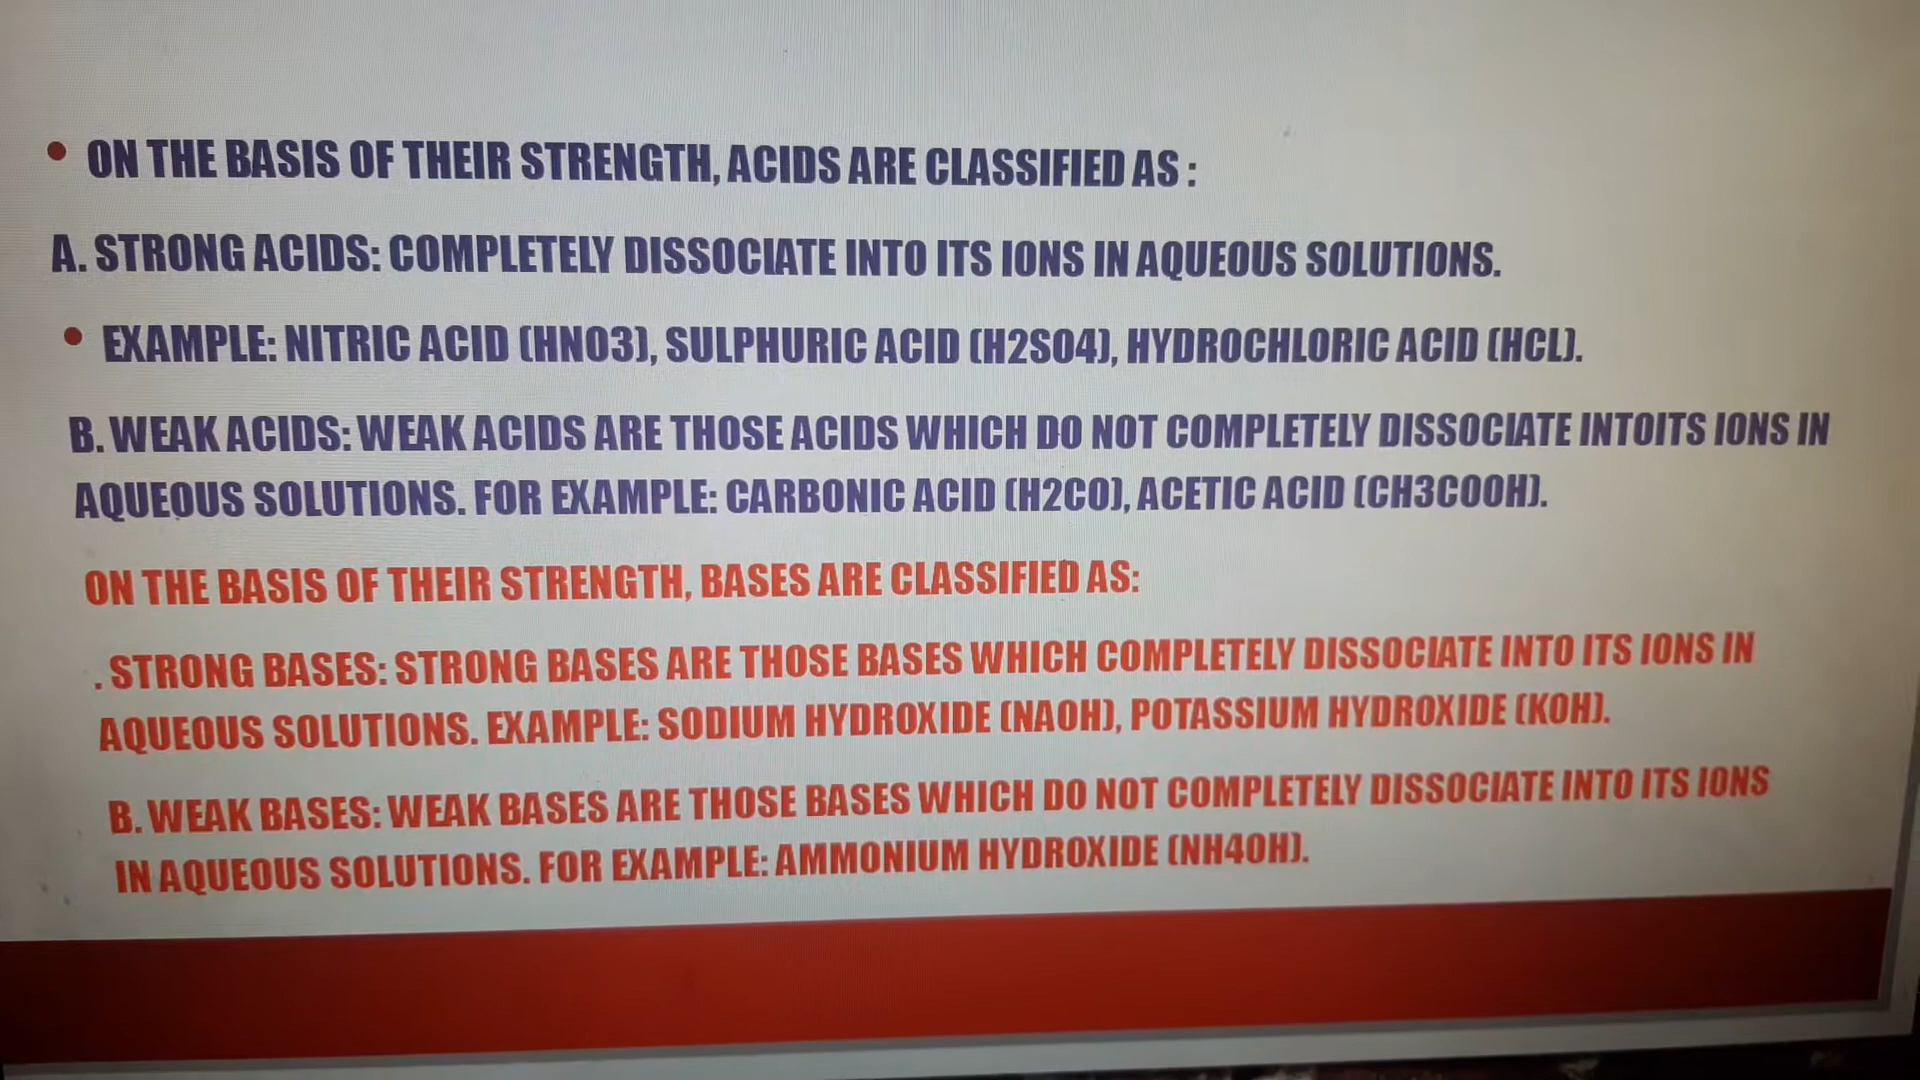 • ON THE BASIS OF THEIR STRENGTH, ACIDS ARE CLASSIFIED AS :
A. STRONG ACIDS: COMPLETELY DISSOCIATE INTO ITS IONS IN AQUEOUS SOLUTIONS.
• EXAMPLE: NITRIC ACID (HNO3), SULPHURIC ACID (H2SO4), HYDROCHLORIC ACID (HCL).
B. WEAK ACIDS: WEAK ACIDS ARE THOSE ACIDS WHICH DO NOT COMPLETELY DISSOCIATE INTOITS IONS IN
AQUEOUS SOLUTIONS. FOR EXAMPLE: CARBONIC ACID (H2CO), ACETIC ACID (CH3COOH).
ON THE BASIS OF THEIR STRENGTH, BASES ARE CLASSIFIED AS:
. STRONG BASES: STRONG BASES ARE THOSE BASES WHICH COMPLETELY DISSOCIATE INTO ITS IONS IN
AQUEOUS SOLUTIONS. EXAMPLE: SODIUM HYDROXIDE (NAOH), POTASSIUM HYDROXIDE (KOH).
B. WEAK BASES: WEAK BASES ARE THOSE BASES WHICH DO NOT COMPLETELY DISSOCIATE INTO ITS IONS
IN AQUEOUS SOLUTIONS. FOR EXAMPLE: AMMONIUM HYDROXIDE (NH4OH).